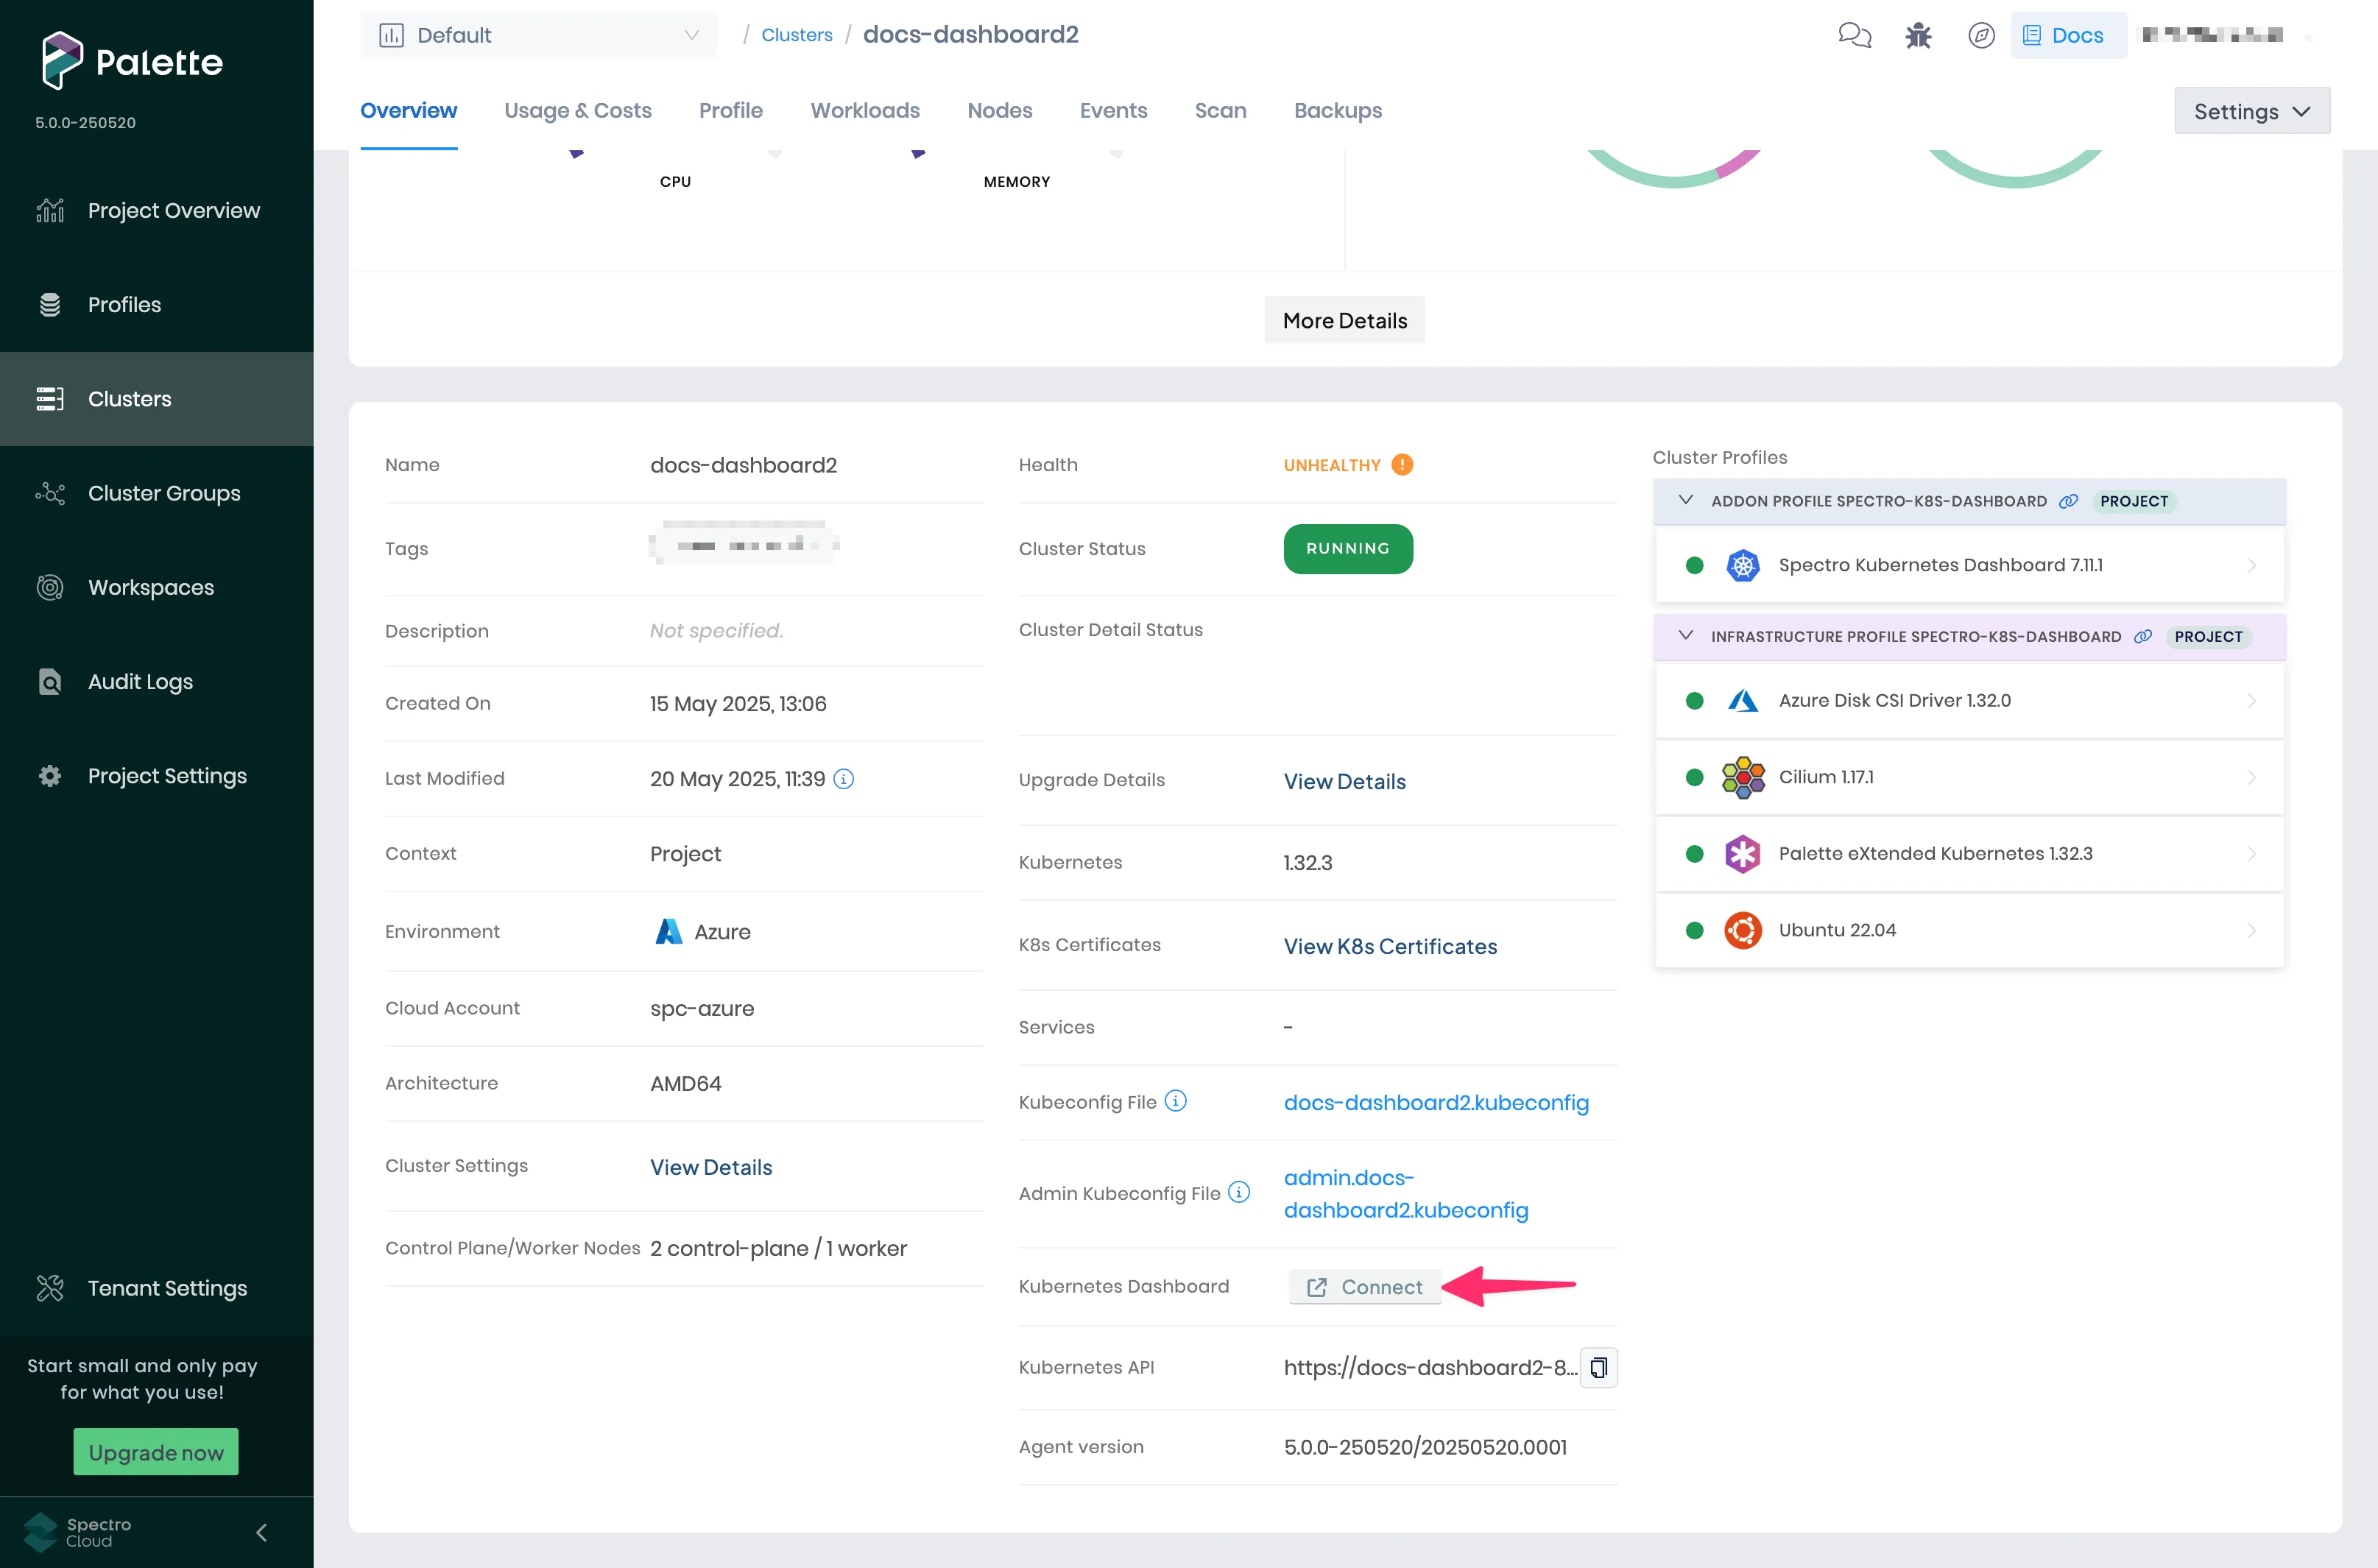 Palette
5.0.0-250520
Project Overview
Profiles
Clusters
Cluster Groups
Workspaces
Audit Logs
Project Settings
Tenant Settings
Start small and only pay
for what you use!
Upgrade now
Spectro
Cloud
Default
/ Clusters / docs-dashboard2
Docs
Overview
Usage & Costs
Profile
Workloads
Nodes
Events
Scan
Backups
Settings
CPU
MEMORY
More Details
Name docs-dashboard2
Tags
Description Not specified.
Created On 15 May 2025, 13:06
Last Modified 20 May 2025, 11:39
Context Project
Environment Azure
Cloud Account spc-azure
Architecture AMD64
Cluster Settings View Details
Control Plane/Worker Nodes 2 control-plane / 1 worker
Health UNHEALTHY
Cluster Status RUNNING
Cluster Detail Status
Upgrade Details View Details
Kubernetes 1.32.3
K8s Certificates View K8s Certificates
Services -
Kubeconfig File docs-dashboard2.kubeconfig
Admin Kubeconfig File admin.docs-
dashboard2.kubeconfig
Kubernetes Dashboard Connect
Kubernetes API https://docs-dashboard2-8...
Agent version 5.0.0-250520/20250520.0001
Cluster Profiles
ADDON PROFILE SPECTRO-K8S-DASHBOARD PROJECT
Spectro Kubernetes Dashboard 7.11.1
INFRASTRUCTURE PROFILE SPECTRO-K8S-DASHBOARD PROJECT
Azure Disk CSI Driver 1.32.0
Cilium 1.17.1
Palette eXtended Kubernetes 1.32.3
Ubuntu 22.04